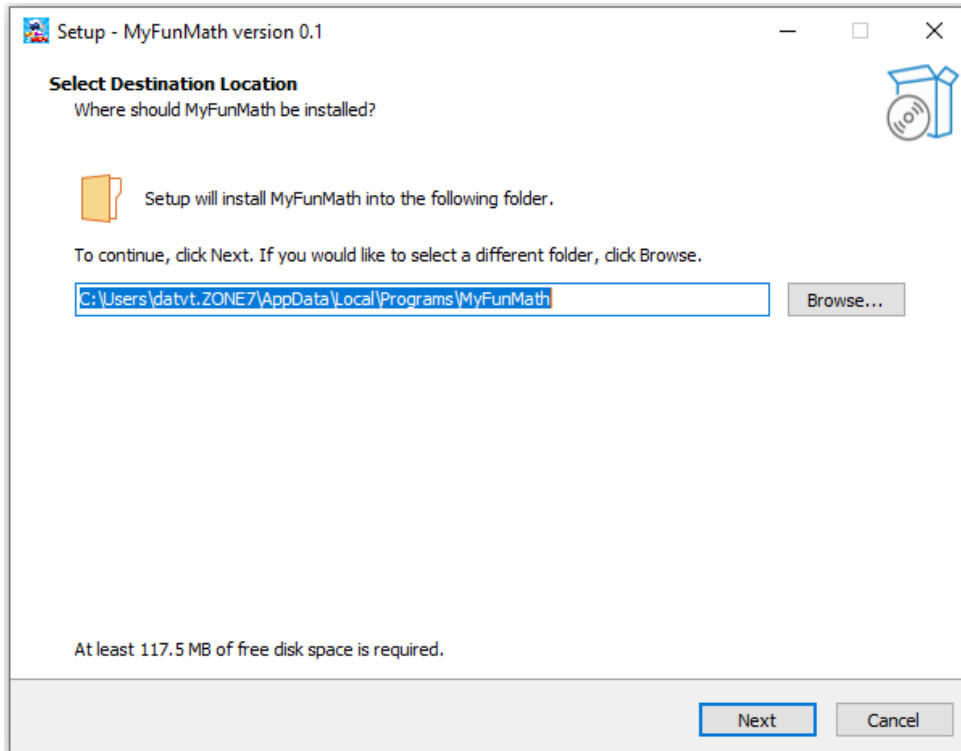 Setup - MyFunMath version 0.1
Select Destination Location
Where should MyFunMath be installed?
Setup will install MyFunMath into the following folder.
To continue, click Next. If you would like to select a different folder, click Browse.
C:\Users\datvt.ZONE7\AppData\Local\Programs\MyFunMath
Browse...
At least 117.5 MB of free disk space is required.
Next
Cancel